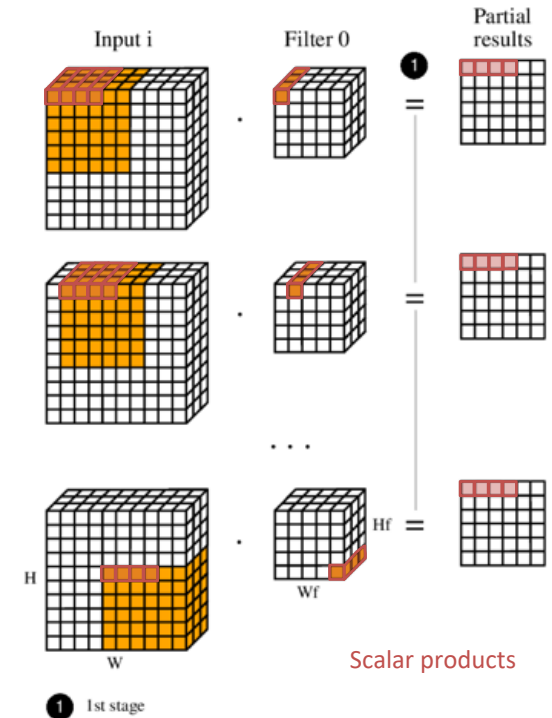 Input i
Filter 0
Partial
results
1
·
=
·
=
. . .
·
Hf
=
H
Wf
W
Scalar products
1 1st stage